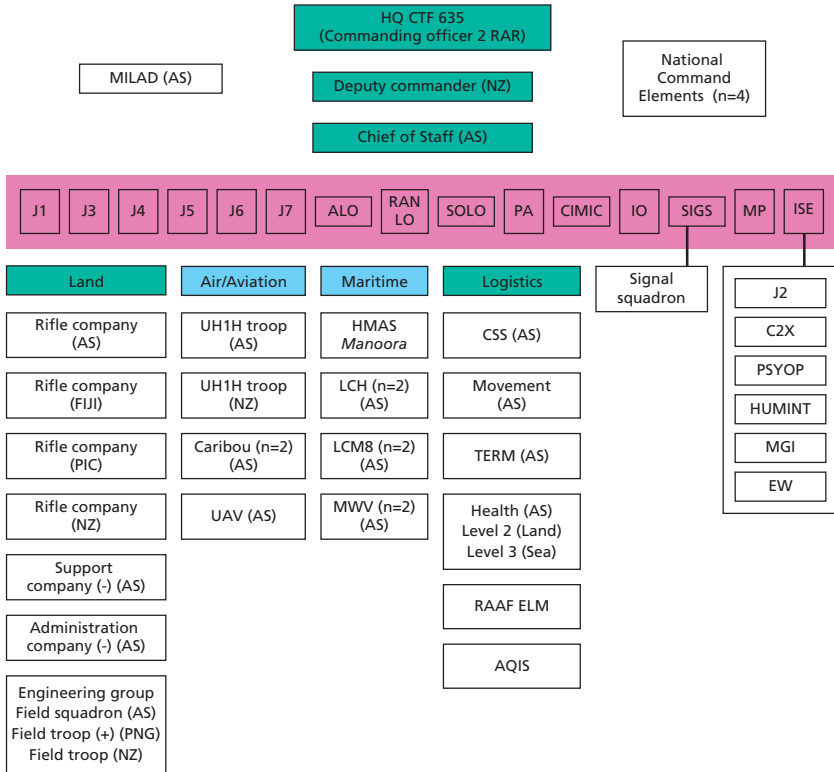 HQ CTF 635
(Commanding officer 2 RAR)
MILAD (AS)
Deputy commander (NZ)
National
Command
Elements (n=4)
Chief of Staff (AS)
J1
J3
J4
J5
J6
J7
ALO
RAN
LO
SOLO
PA
CIMIC
IO
SIGS
MP
ISE
Land
Rifle company
(AS)
Rifle company
(FIJI)
Rifle company
(PIC)
Rifle company
(NZ)
Support
company (-) (AS)
Administration
company (-) (AS)
Engineering group
Field squadron (AS)
Field troop (+) (PNG)
Field troop (NZ)
Air/Aviation
UH1H troop
(AS)
UH1H troop
(NZ)
Caribou (n=2)
(AS)
UAV (AS)
Maritime
HMAS
Manoora
LCH (n=2)
(AS)
LCM8 (n=2)
(AS)
MWV (n=2)
(AS)
Logistics
CSS (AS)
Movement
(AS)
TERM (AS)
Health (AS)
Level 2 (Land)
Level 3 (Sea)
RAAF ELM
AQIS
Signal
squadron
J2
C2X
PSYOP
HUMINT
MGI
EW